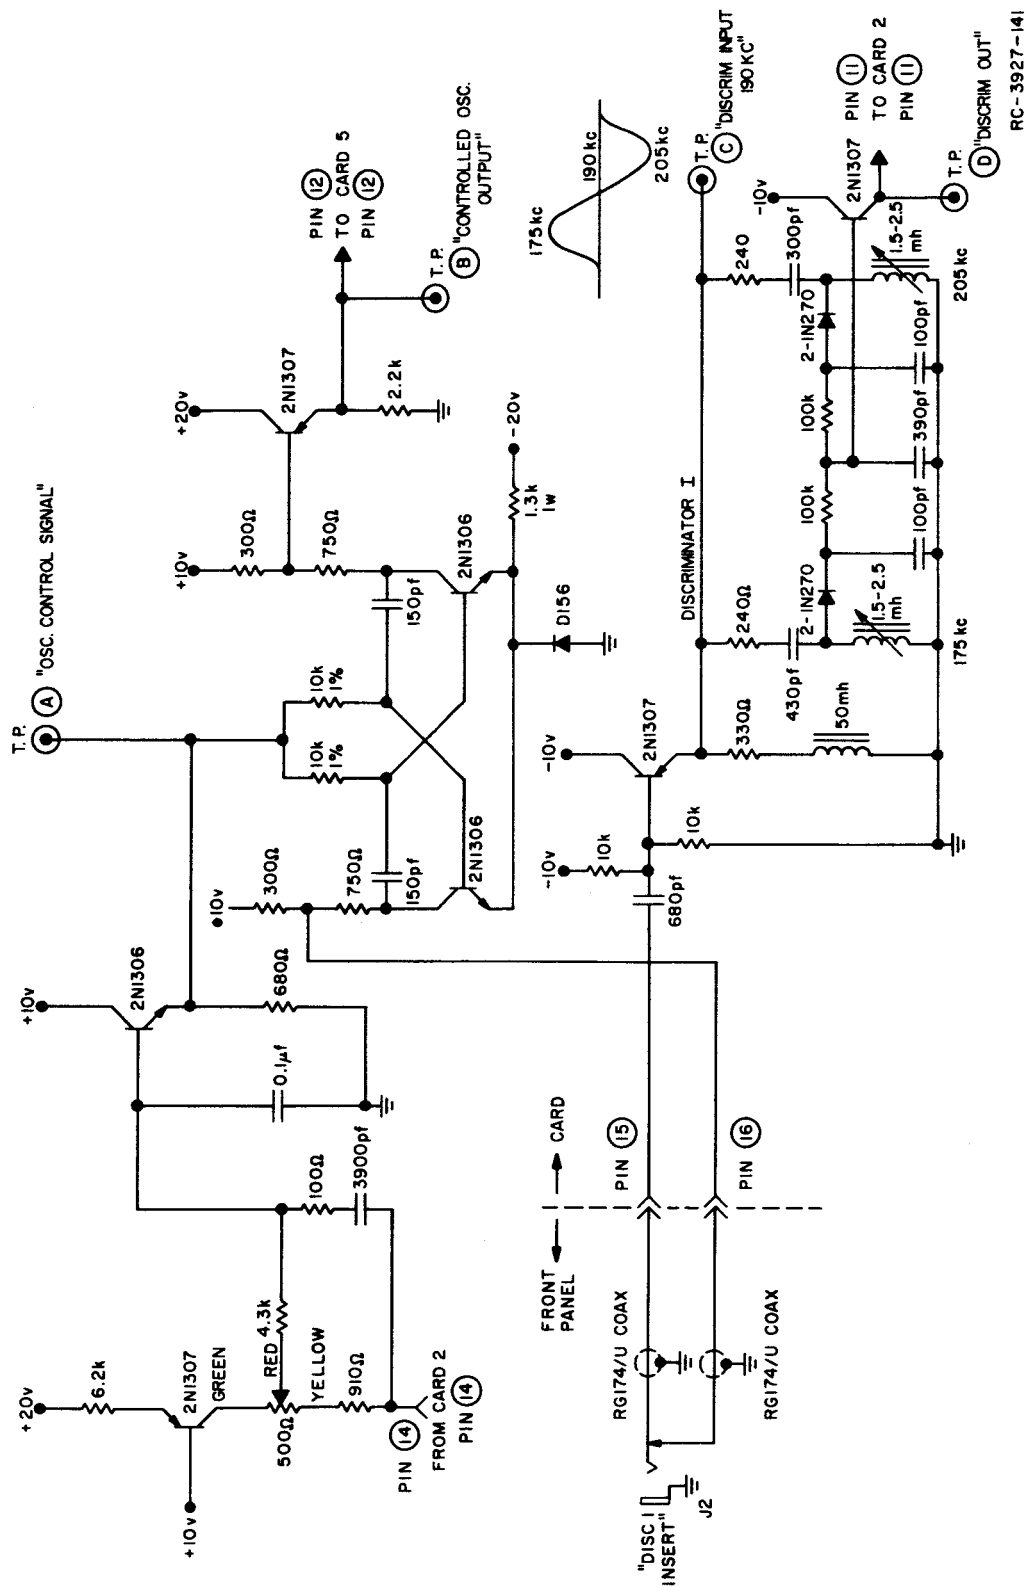 T.P. A "OSC. CONTROL SIGNAL"
+20v
6.2k
2N1307
+10v
GREEN
RED 4.3k
500Ω
YELLOW
910Ω
PIN 14
FROM CARD 2
PIN 14
100Ω
3900pf
+10v
2N1306
0.1µf
680Ω
+10v
300Ω
750Ω
150pf
2N1306
10k
1%
10k
1%
150pf
+10v
300Ω
750Ω
2N1306
D156
1.3k
1w
-20v
+20v
2N1307
2.2k
PIN 12
TO CARD 5
PIN 12
T.P.
B "CONTROLLED OSC.
OUTPUT"
"DISC 1
INSERT"
J2
RG174/U COAX
RG174/U COAX
FRONT
PANEL
CARD
PIN 15
PIN 16
680pf
-10v
10k
10k
-10v
2N1307
330Ω
50mh
DISCRIMINATOR I
240Ω
430pf
2-1N270
1.5-2.5
mh
175kc
100k
100pf
390pf
100k
100pf
2-1N270
240
300pf
1.5-2.5
mh
205kc
175kc
190kc
205kc
T.P.
C "DISCRIM INPUT
190KC"
-10v
2N1307
PIN 11
TO CARD 2
PIN 11
T.P.
D "DISCRIM OUT"
RC-3927-141